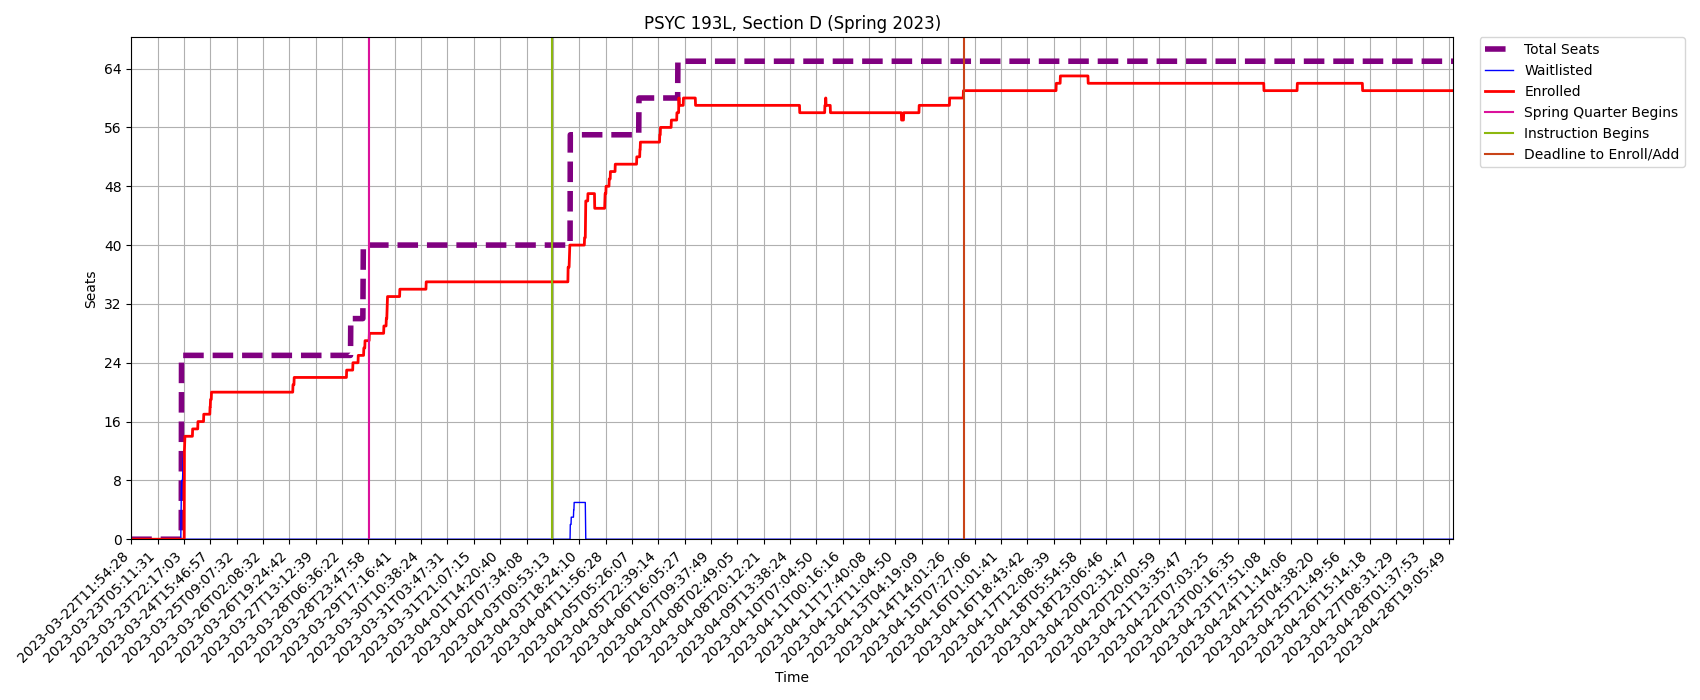 PSYC 193L, Section D (Spring 2023)
Total Seats
Waitlisted
Enrolled
Spring Quarter Begins
Instruction Begins
Deadline to Enroll/Add
Seats
64
56
48
40
32
24
16
8
0
2023-03-22T11:54:28
2023-03-23T05:11:31
2023-03-23T22:17:03
2023-03-24T15:46:57
2023-03-25T09:07:32
2023-03-26T02:08:32
2023-03-26T19:24:42
2023-03-27T13:12:39
2023-03-28T06:36:22
2023-03-28T23:47:58
2023-03-29T17:16:41
2023-03-30T10:38:24
2023-03-31T03:47:31
2023-03-31T21:07:15
2023-04-01T14:20:40
2023-04-02T07:34:08
2023-04-03T00:53:13
2023-04-03T18:24:10
2023-04-04T11:56:28
2023-04-05T05:26:07
2023-04-05T22:39:14
2023-04-06T16:05:27
2023-04-07T09:37:49
2023-04-08T02:49:05
2023-04-08T20:12:21
2023-04-09T13:38:24
2023-04-10T07:04:50
2023-04-11T00:16:16
2023-04-11T17:40:08
2023-04-12T11:04:50
2023-04-13T04:19:09
2023-04-14T14:01:26
2023-04-15T07:27:06
2023-04-16T01:01:41
2023-04-16T18:43:42
2023-04-17T12:08:39
2023-04-18T05:54:58
2023-04-18T23:06:46
2023-04-20T02:31:47
2023-04-20T20:00:59
2023-04-21T13:35:47
2023-04-22T07:03:25
2023-04-23T00:16:35
2023-04-23T17:51:08
2023-04-24T11:14:06
2023-04-25T04:38:20
2023-04-25T21:49:56
2023-04-26T15:14:18
2023-04-27T08:31:29
2023-04-28T01:37:53
2023-04-28T19:05:49
Time